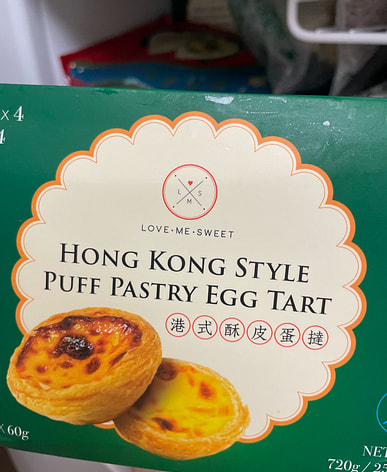 × 4
4
L S
M
LOVE·ME·SWEET
HONG KONG STYLE
PUFF PASTRY EGG TART
港式酥皮蛋撻
× 60g
NET
720g